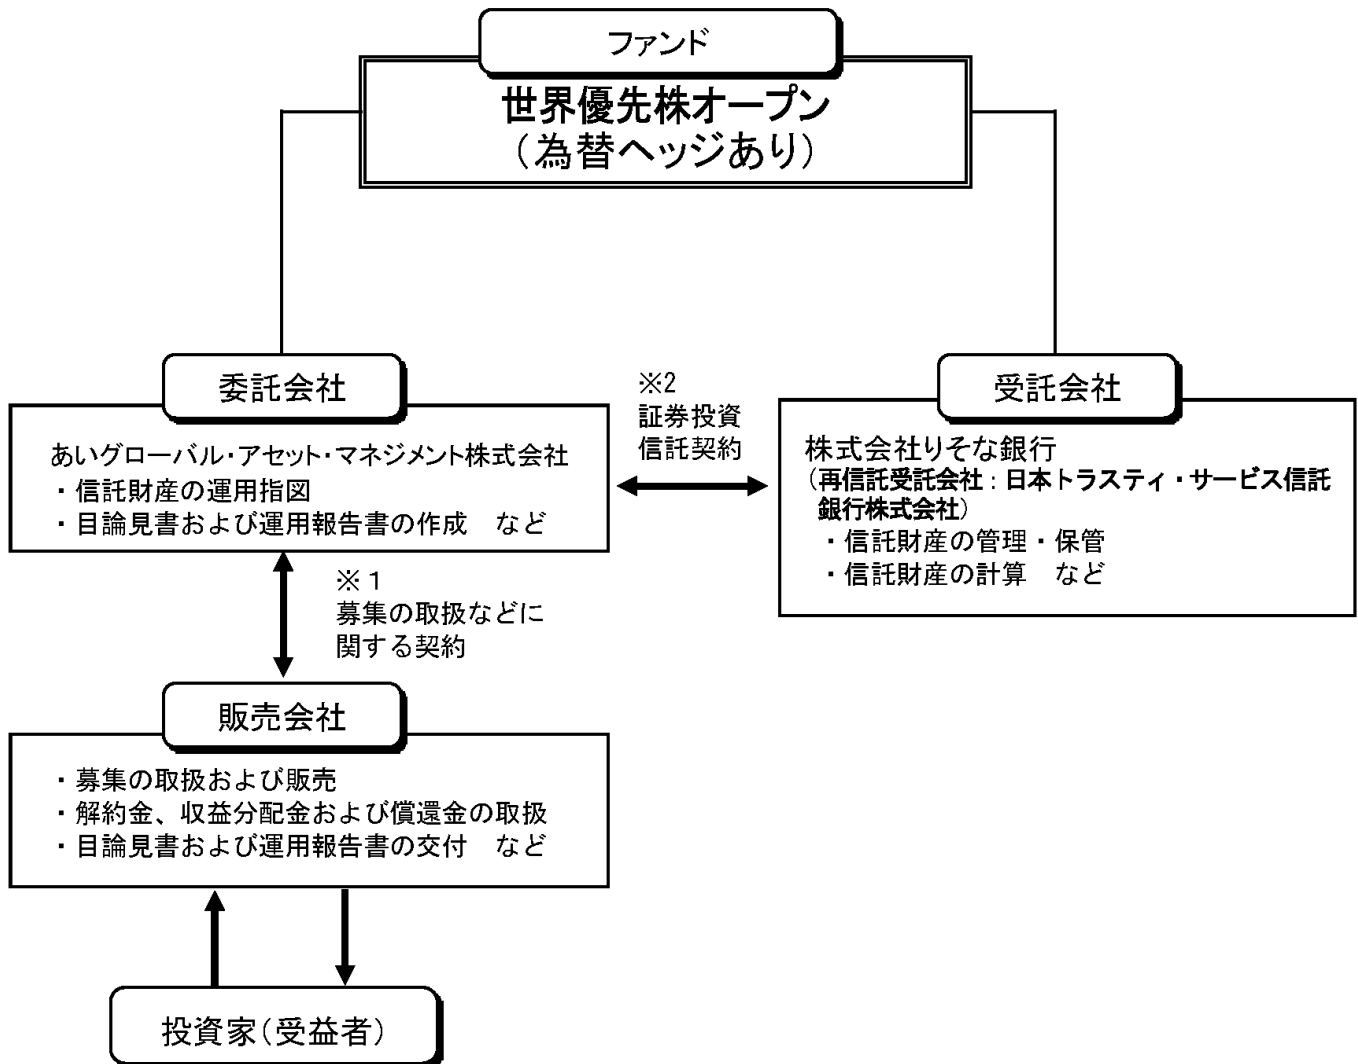 ファンド
世界優先株オープン
（為替ヘッジあり）
委託会社
あいグローバル・アセット・マネジメント株式会社
・信託財産の運用指図
・目論見書および運用報告書の作成　など
※2
証券投資
信託契約
受託会社
株式会社りそな銀行
（再信託受託会社：日本トラスティ・サービス信託
銀行株式会社）
・信託財産の管理・保管
・信託財産の計算　など
※１
募集の取扱などに
関する契約
販売会社
・募集の取扱および販売
・解約金、収益分配金および償還金の取扱
・目論見書および運用報告書の交付　など
投資家（受益者）